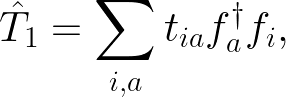 \hat{T}_1 = \sum_{i,a} t_{ia} f_a^\dagger f_i,